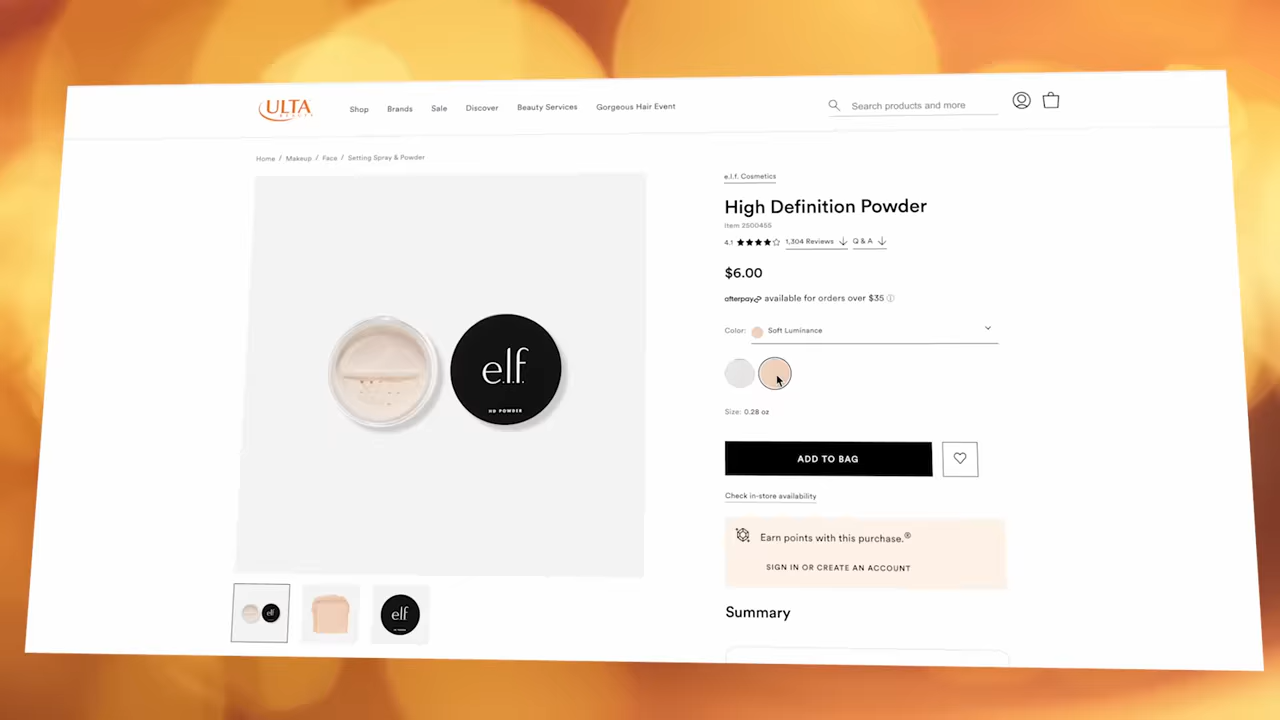 ULTA
BEAUTY
Shop Brands Sale Discover Beauty Services Gorgeous Hair Event
Search products and more
Home / Makeup / Face / Setting Spray & Powder
e.l.f. Cosmetics
High Definition Powder
Item 2500455
4.1 1,304 Reviews Q & A
$6.00
afterpay available for orders over $35
Color: Soft Luminance
Size: 0.28 oz
ADD TO BAG
Check in-store availability
Earn points with this purchase.®
SIGN IN OR CREATE AN ACCOUNT
Summary
e.l.f.
HD POWDER
elf
elf